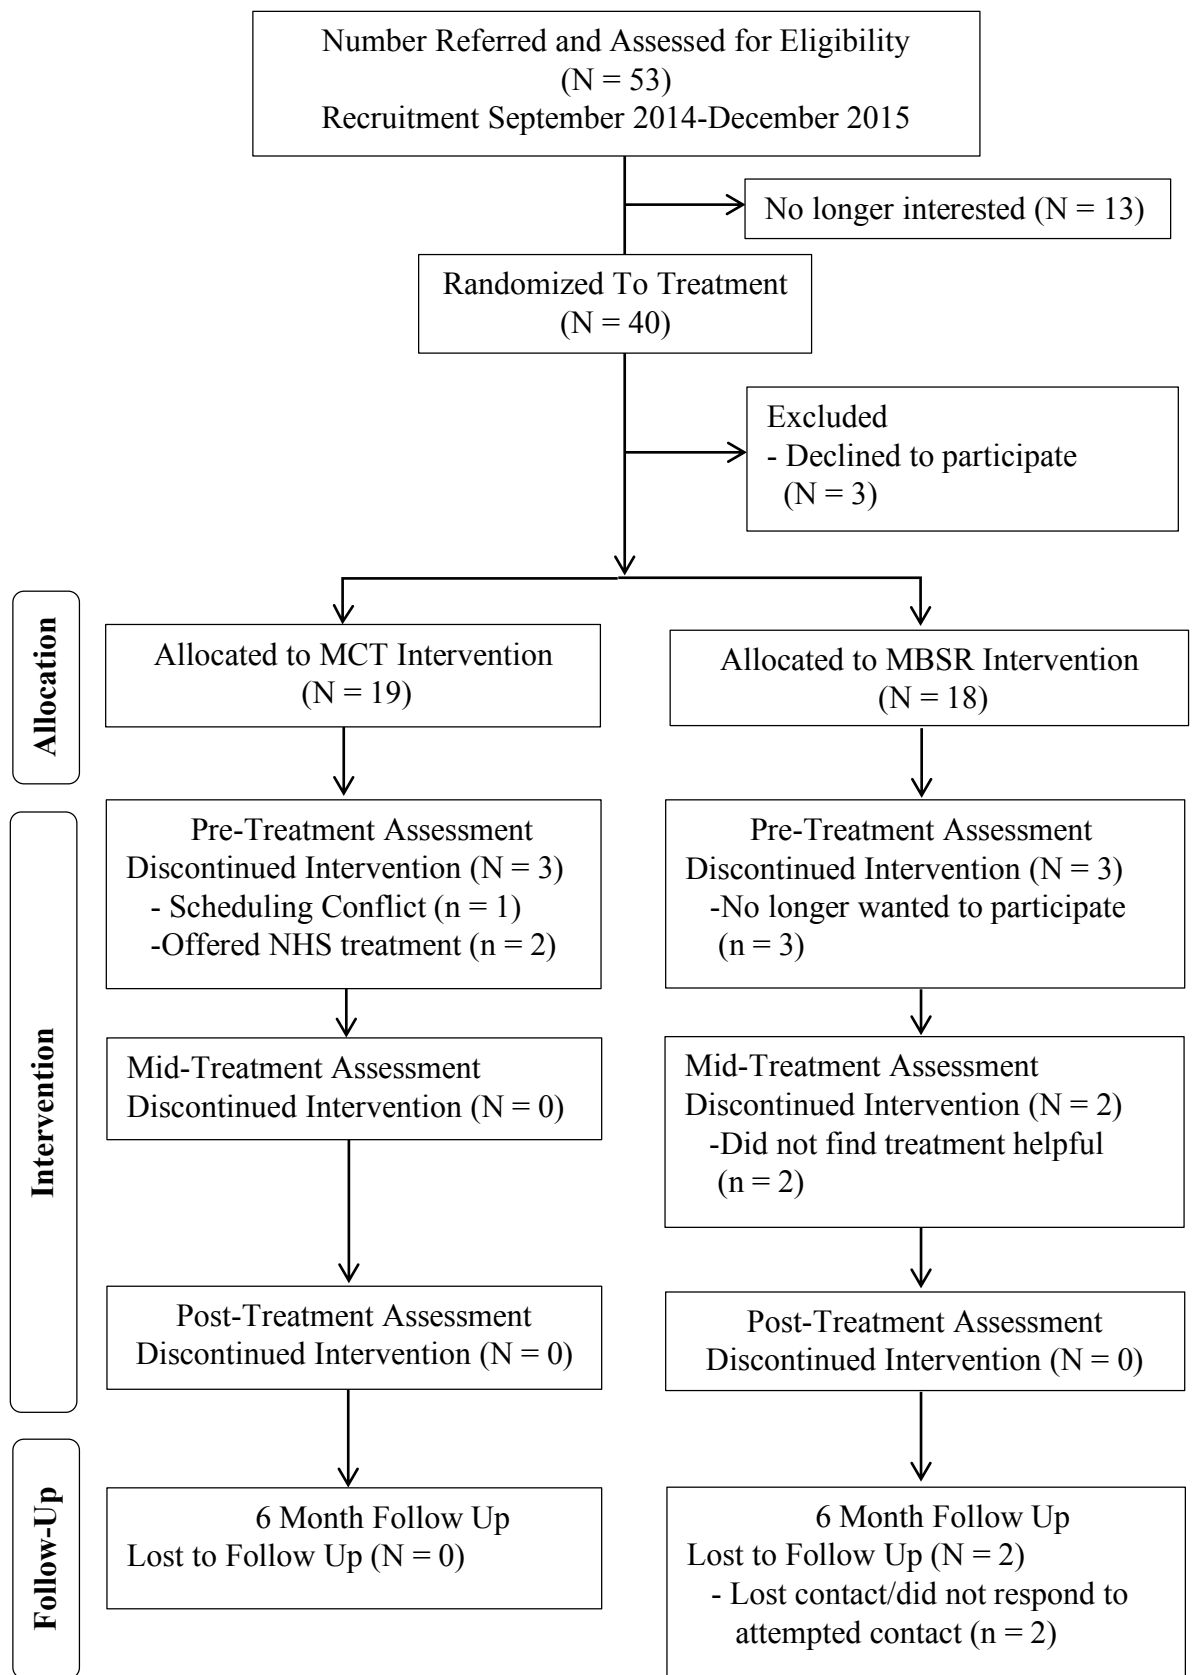 Number Referred and Assessed for Eligibility
(N = 53)
Recruitment September 2014-December 2015
No longer interested (N = 13)
Randomized To Treatment
(N = 40)
Excluded
- Declined to participate
(N = 3)
Allocation
Allocated to MCT Intervention
(N = 19)
Allocated to MBSR Intervention
(N = 18)
Intervention
Pre-Treatment Assessment
Discontinued Intervention (N = 3)
- Scheduling Conflict (n = 1)
-Offered NHS treatment (n = 2)
Pre-Treatment Assessment
Discontinued Intervention (N = 3)
-No longer wanted to participate
(n = 3)
Mid-Treatment Assessment
Discontinued Intervention (N = 0)
Mid-Treatment Assessment
Discontinued Intervention (N = 2)
-Did not find treatment helpful
(n = 2)
Post-Treatment Assessment
Discontinued Intervention (N = 0)
Post-Treatment Assessment
Discontinued Intervention (N = 0)
Follow-Up
6 Month Follow Up
Lost to Follow Up (N = 0)
6 Month Follow Up
Lost to Follow Up (N = 2)
- Lost contact/did not respond to
attempted contact (n = 2)